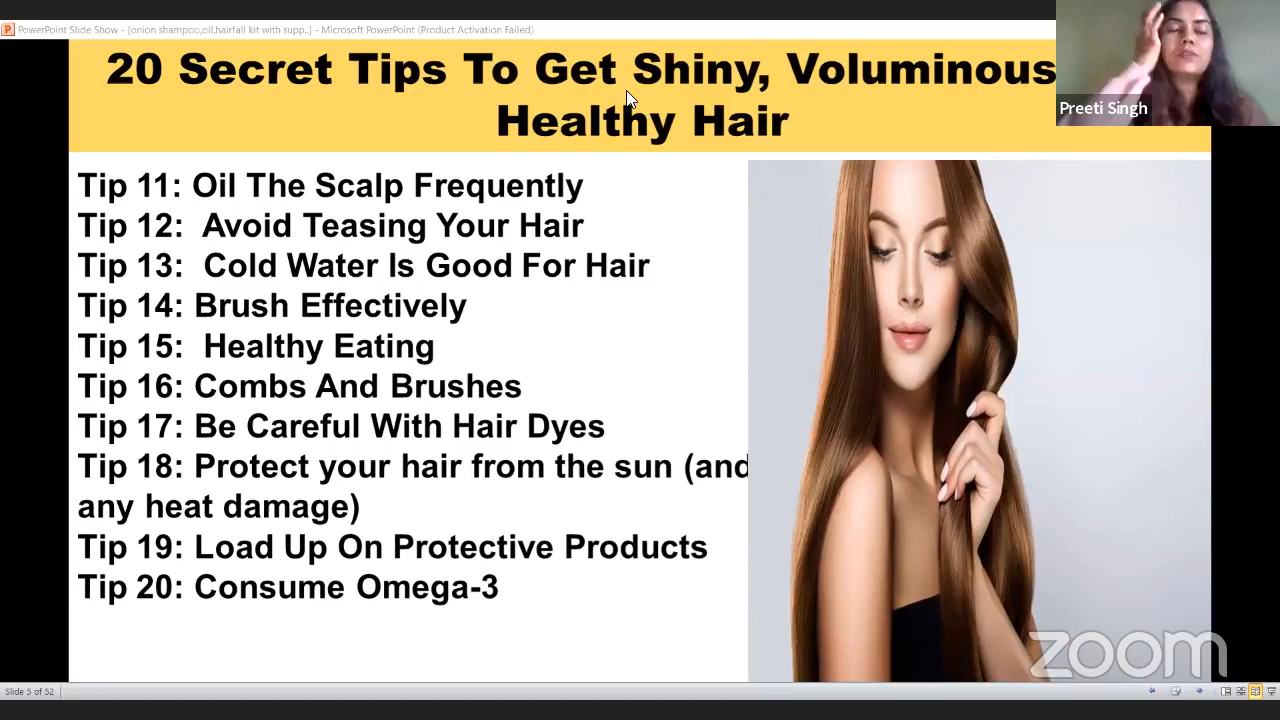 PowerPoint Slide Show - [onion shampoo,oil,hairfall kit with supp..] - Microsoft PowerPoint (Product Activation Failed)
20 Secret Tips To Get Shiny, Voluminous
Healthy Hair
Preeti Singh
Tip 11: Oil The Scalp Frequently
Tip 12: Avoid Teasing Your Hair
Tip 13: Cold Water Is Good For Hair
Tip 14: Brush Effectively
Tip 15: Healthy Eating
Tip 16: Combs And Brushes
Tip 17: Be Careful With Hair Dyes
Tip 18: Protect your hair from the sun (and
any heat damage)
Tip 19: Load Up On Protective Products
Tip 20: Consume Omega-3
zoom
Slide 5 of 52